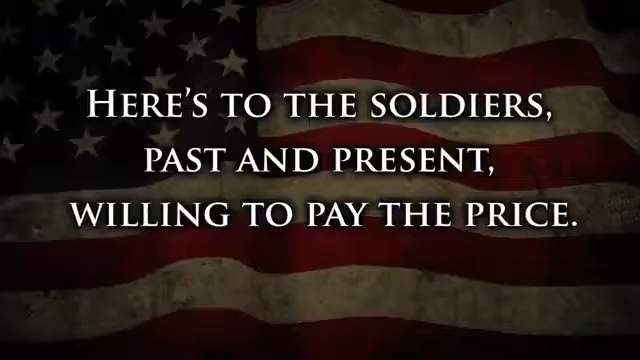 Here's to the soldiers,
past and present,
willing to pay the price.